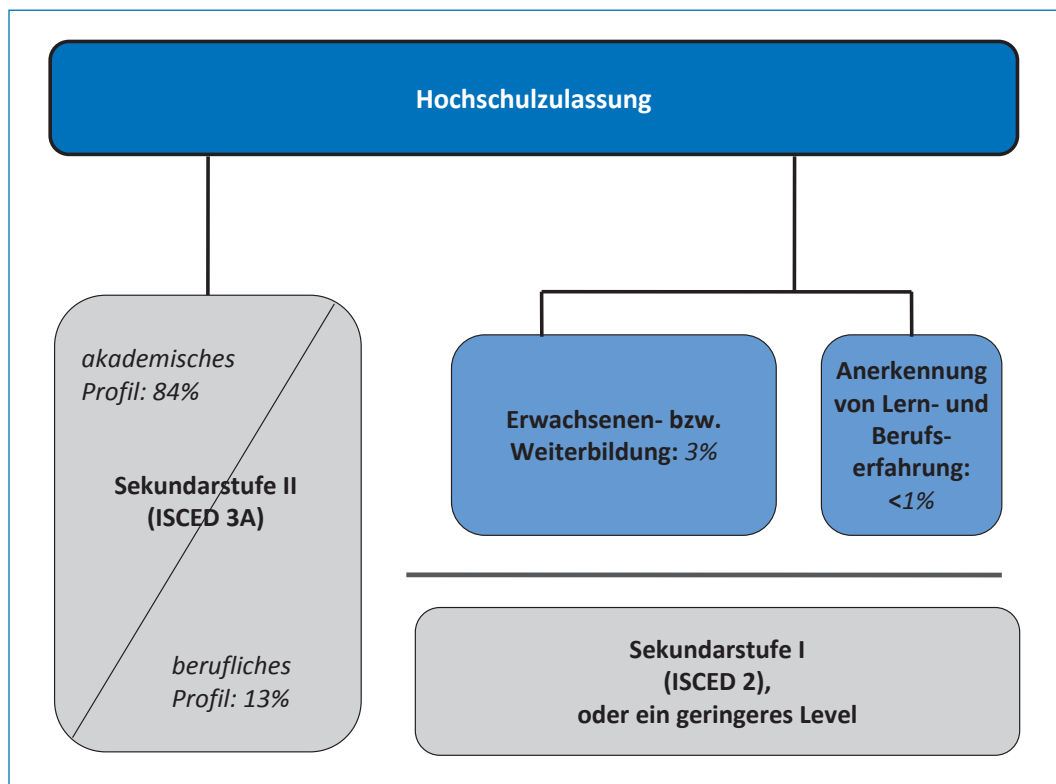 Hochschulzulassung
akademisches
Profil: 84%
Sekundarstufe II
(ISCED 3A)
berufliches
Profil: 13%
Erwachsenen- bzw.
Weiterbildung: 3%
Anerkennung
von Lern- und
Berufs-
erfahrung:
<1%
Sekundarstufe I
(ISCED 2),
oder ein geringeres Level